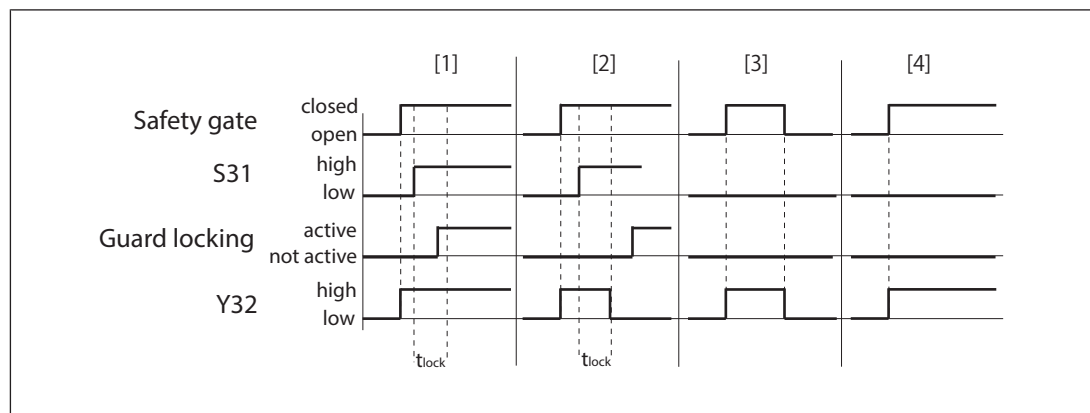 [1] [2] [3] [4]
Safety gate closed
open
S31 high
low
Guard locking active
not active
Y32 high
low
tlock tlock